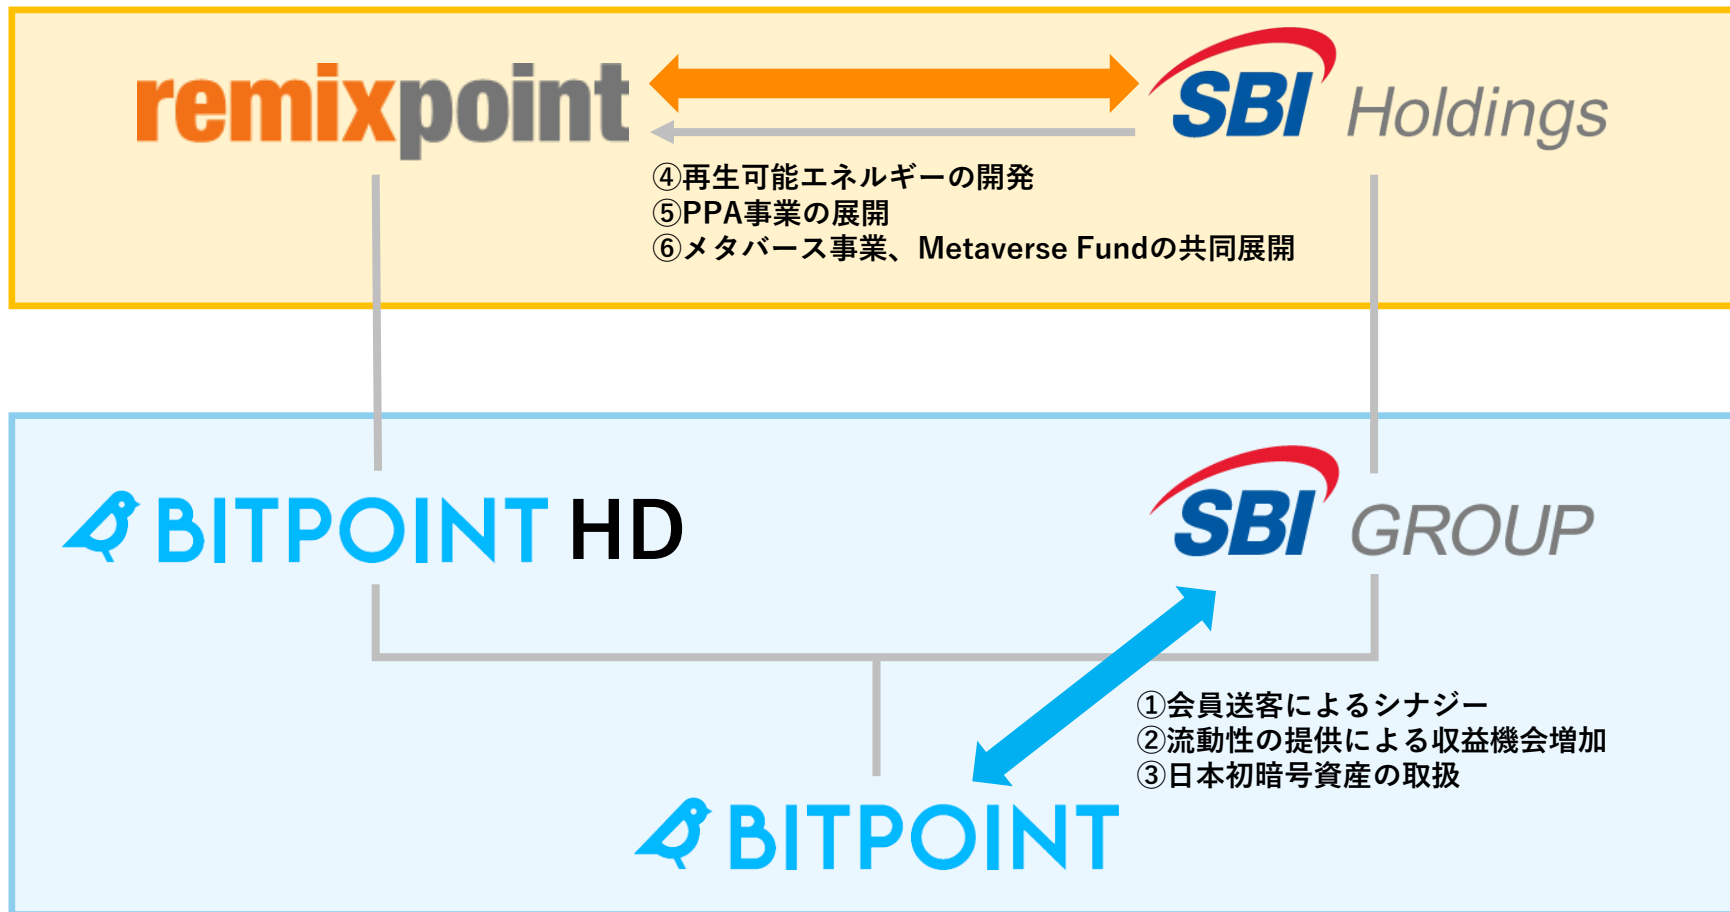 remixpoint
SBI Holdings
④再生可能エネルギーの開発
⑤PPA事業の展開
⑥メタバース事業、Metaverse Fundの共同展開
BITPOINT HD
SBI GROUP
①会員送客によるシナジー
②流動性の提供による収益機会増加
③日本初暗号資産の取扱
BITPOINT